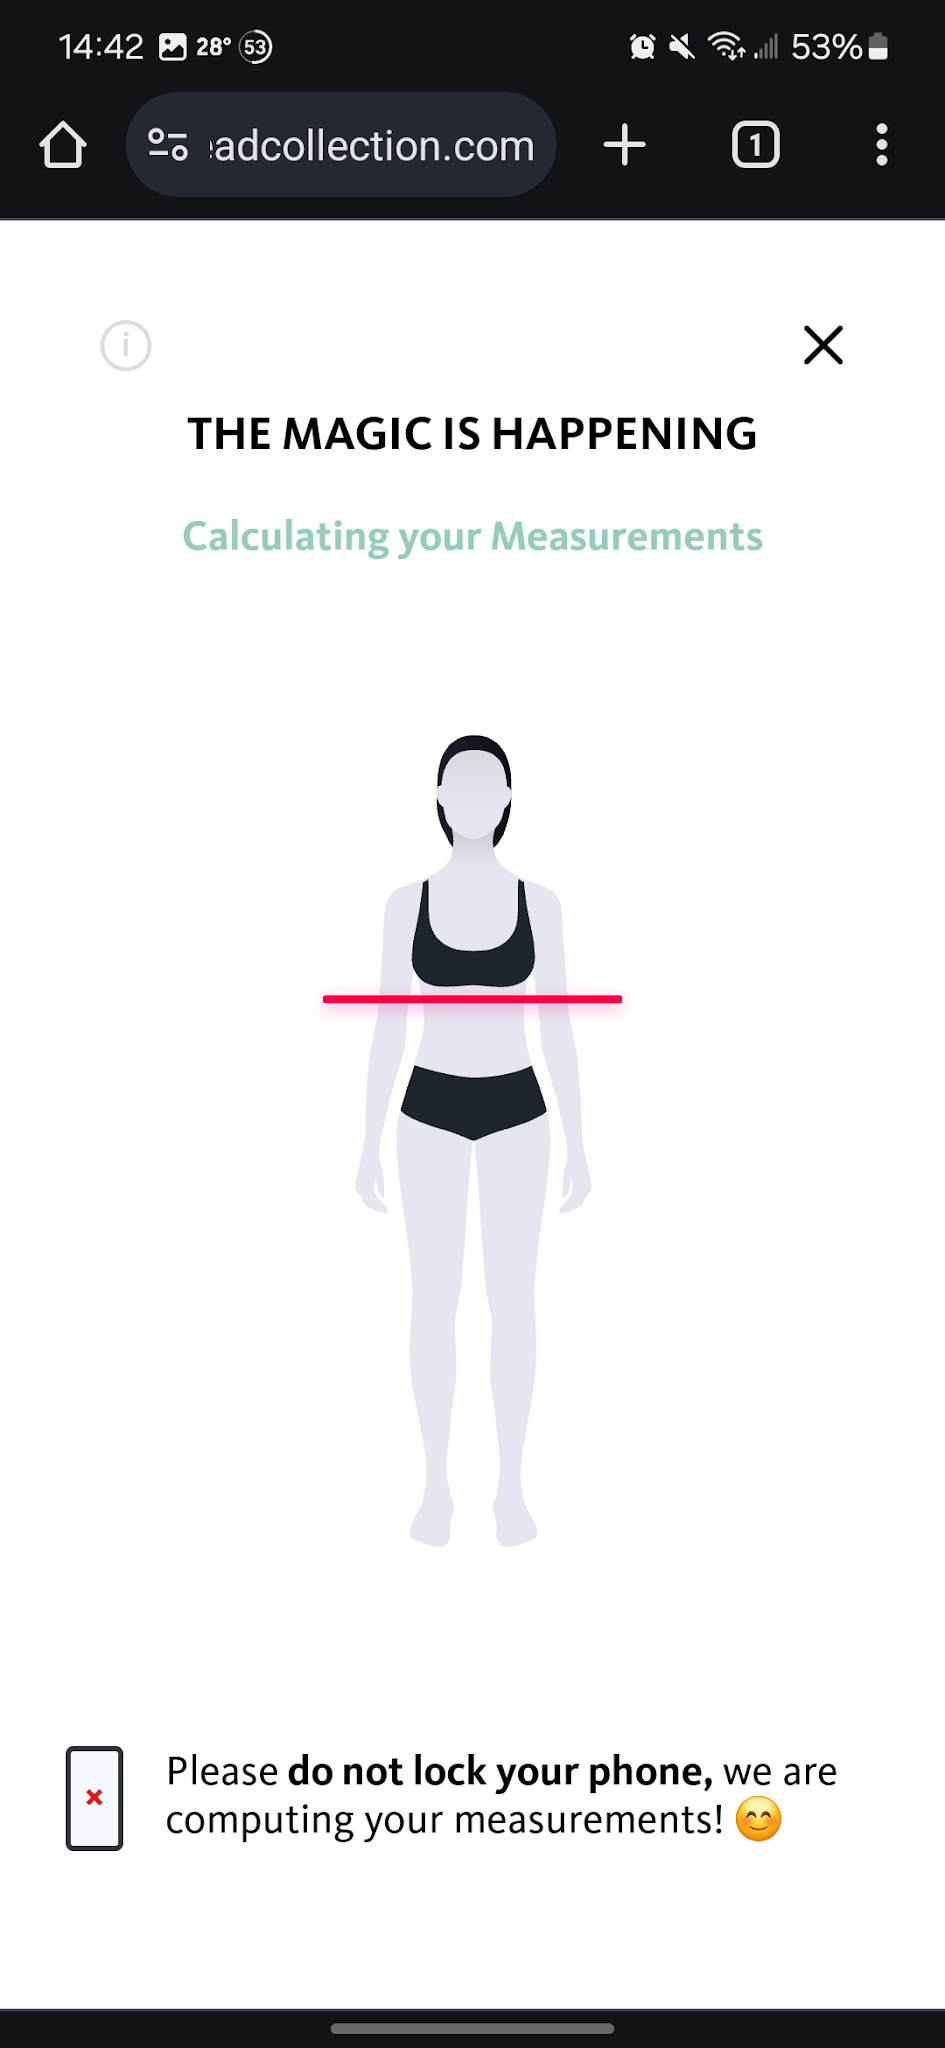 14:42 28° 53 53%
adcollection.com 1
i
THE MAGIC IS HAPPENING
Calculating your Measurements
Please do not lock your phone, we are
computing your measurements! 😊